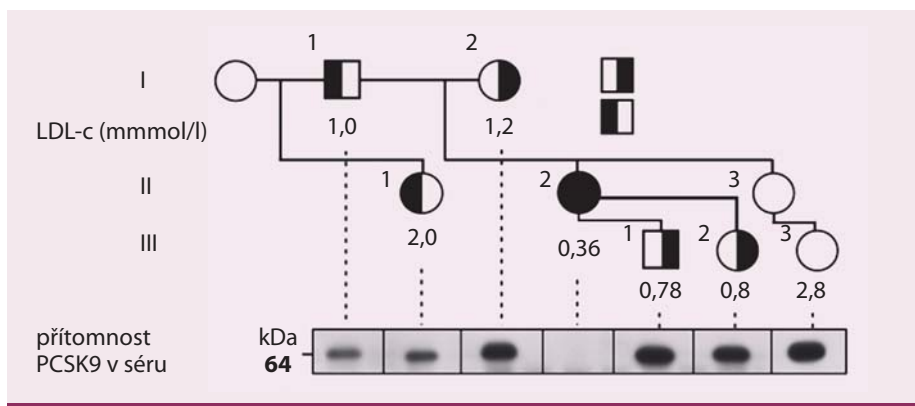 1 2
I
LDL-c (mmmol/l) 1,0 1,2
II 1 2 3
III 2,0 0,36 1 2 3
0,78 0,8 2,8
přítomnost kDa
PCSK9 v séru 64